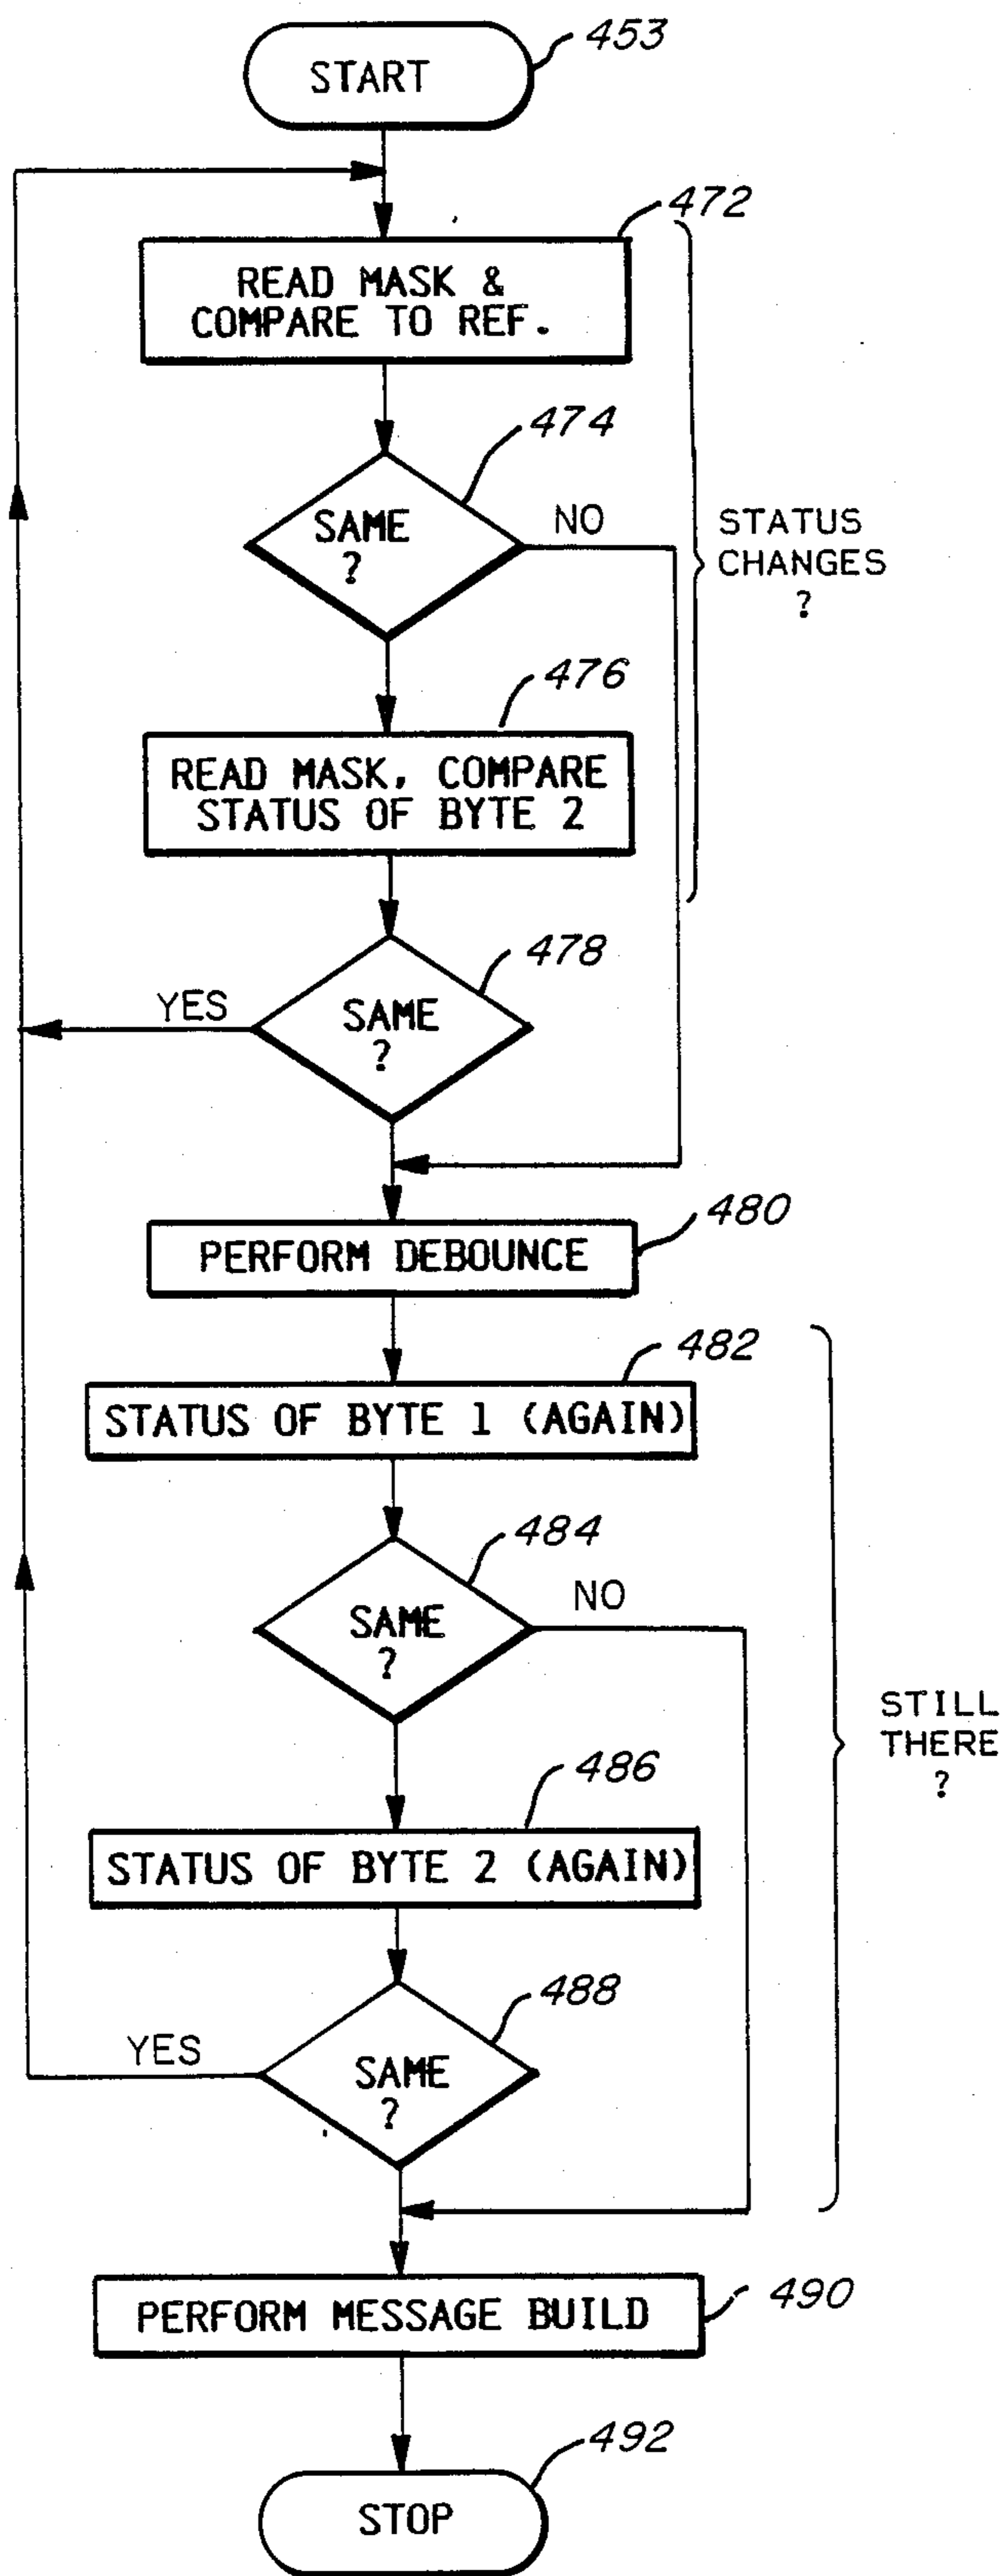 START
453
472
READ MASK &
COMPARE TO REF.
474
SAME
?
NO
STATUS
CHANGES
?
476
READ MASK, COMPARE
STATUS OF BYTE 2
478
SAME
?
YES
480
PERFORM DEBOUNCE
482
STATUS OF BYTE 1 (AGAIN)
484
SAME
?
NO
STILL
THERE
?
486
STATUS OF BYTE 2 (AGAIN)
488
SAME
?
YES
490
PERFORM MESSAGE BUILD
492
STOP